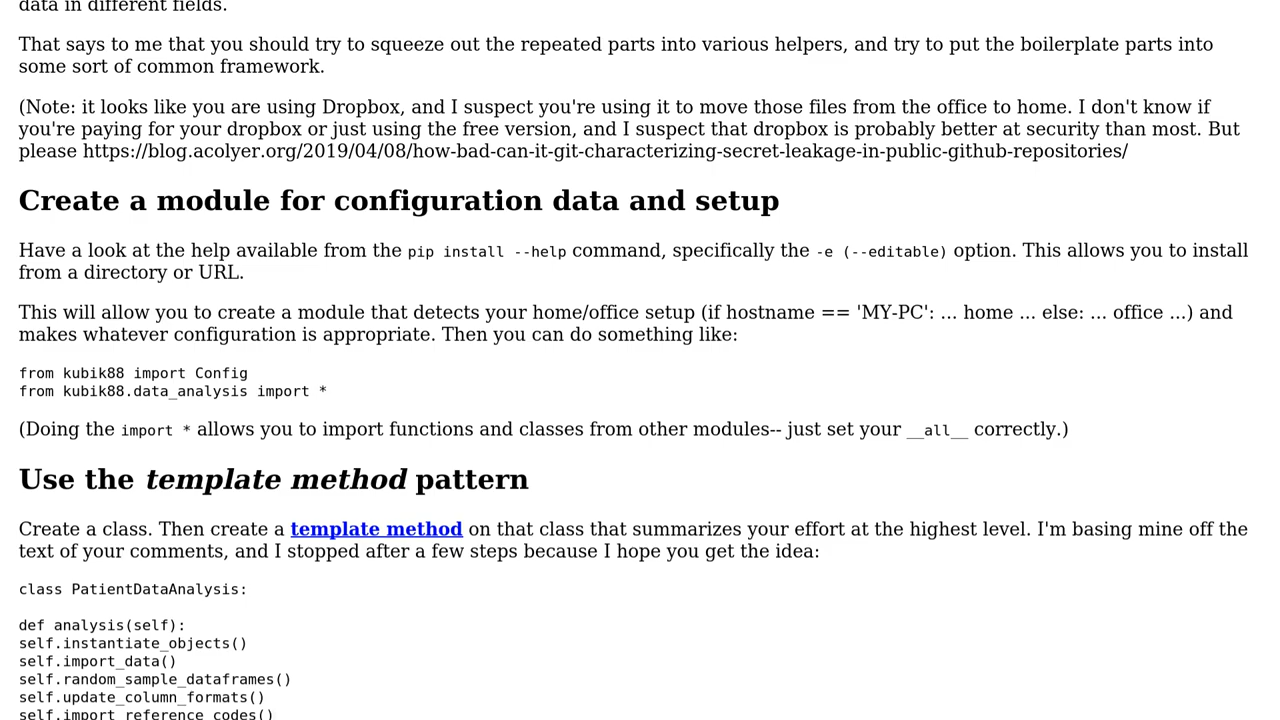 data in different fields.
That says to me that you should try to squeeze out the repeated parts into various helpers, and try to put the boilerplate parts into
some sort of common framework.
(Note: it looks like you are using Dropbox, and I suspect you're using it to move those files from the office to home. I don't know if
you're paying for your dropbox or just using the free version, and I suspect that dropbox is probably better at security than most. But
please https://blog.acolyer.org/2019/04/08/how-bad-can-it-git-characterizing-secret-leakage-in-public-github-repositories/
Create a module for configuration data and setup
Have a look at the help available from the pip install --help command, specifically the -e (--editable) option. This allows you to install
from a directory or URL.
This will allow you to create a module that detects your home/office setup (if hostname == 'MY-PC': ... home ... else: ... office ...) and
makes whatever configuration is appropriate. Then you can do something like:
from kubik88 import Config
from kubik88.data_analysis import *
(Doing the import * allows you to import functions and classes from other modules-- just set your __all__ correctly.)
Use the template method pattern
Create a class. Then create a template method on that class that summarizes your effort at the highest level. I'm basing mine off the
text of your comments, and I stopped after a few steps because I hope you get the idea:
class PatientDataAnalysis:
def analysis(self):
self.instantiate_objects()
self.import_data()
self.random_sample_dataframes()
self.update_column_formats()
self.import_reference_codes()